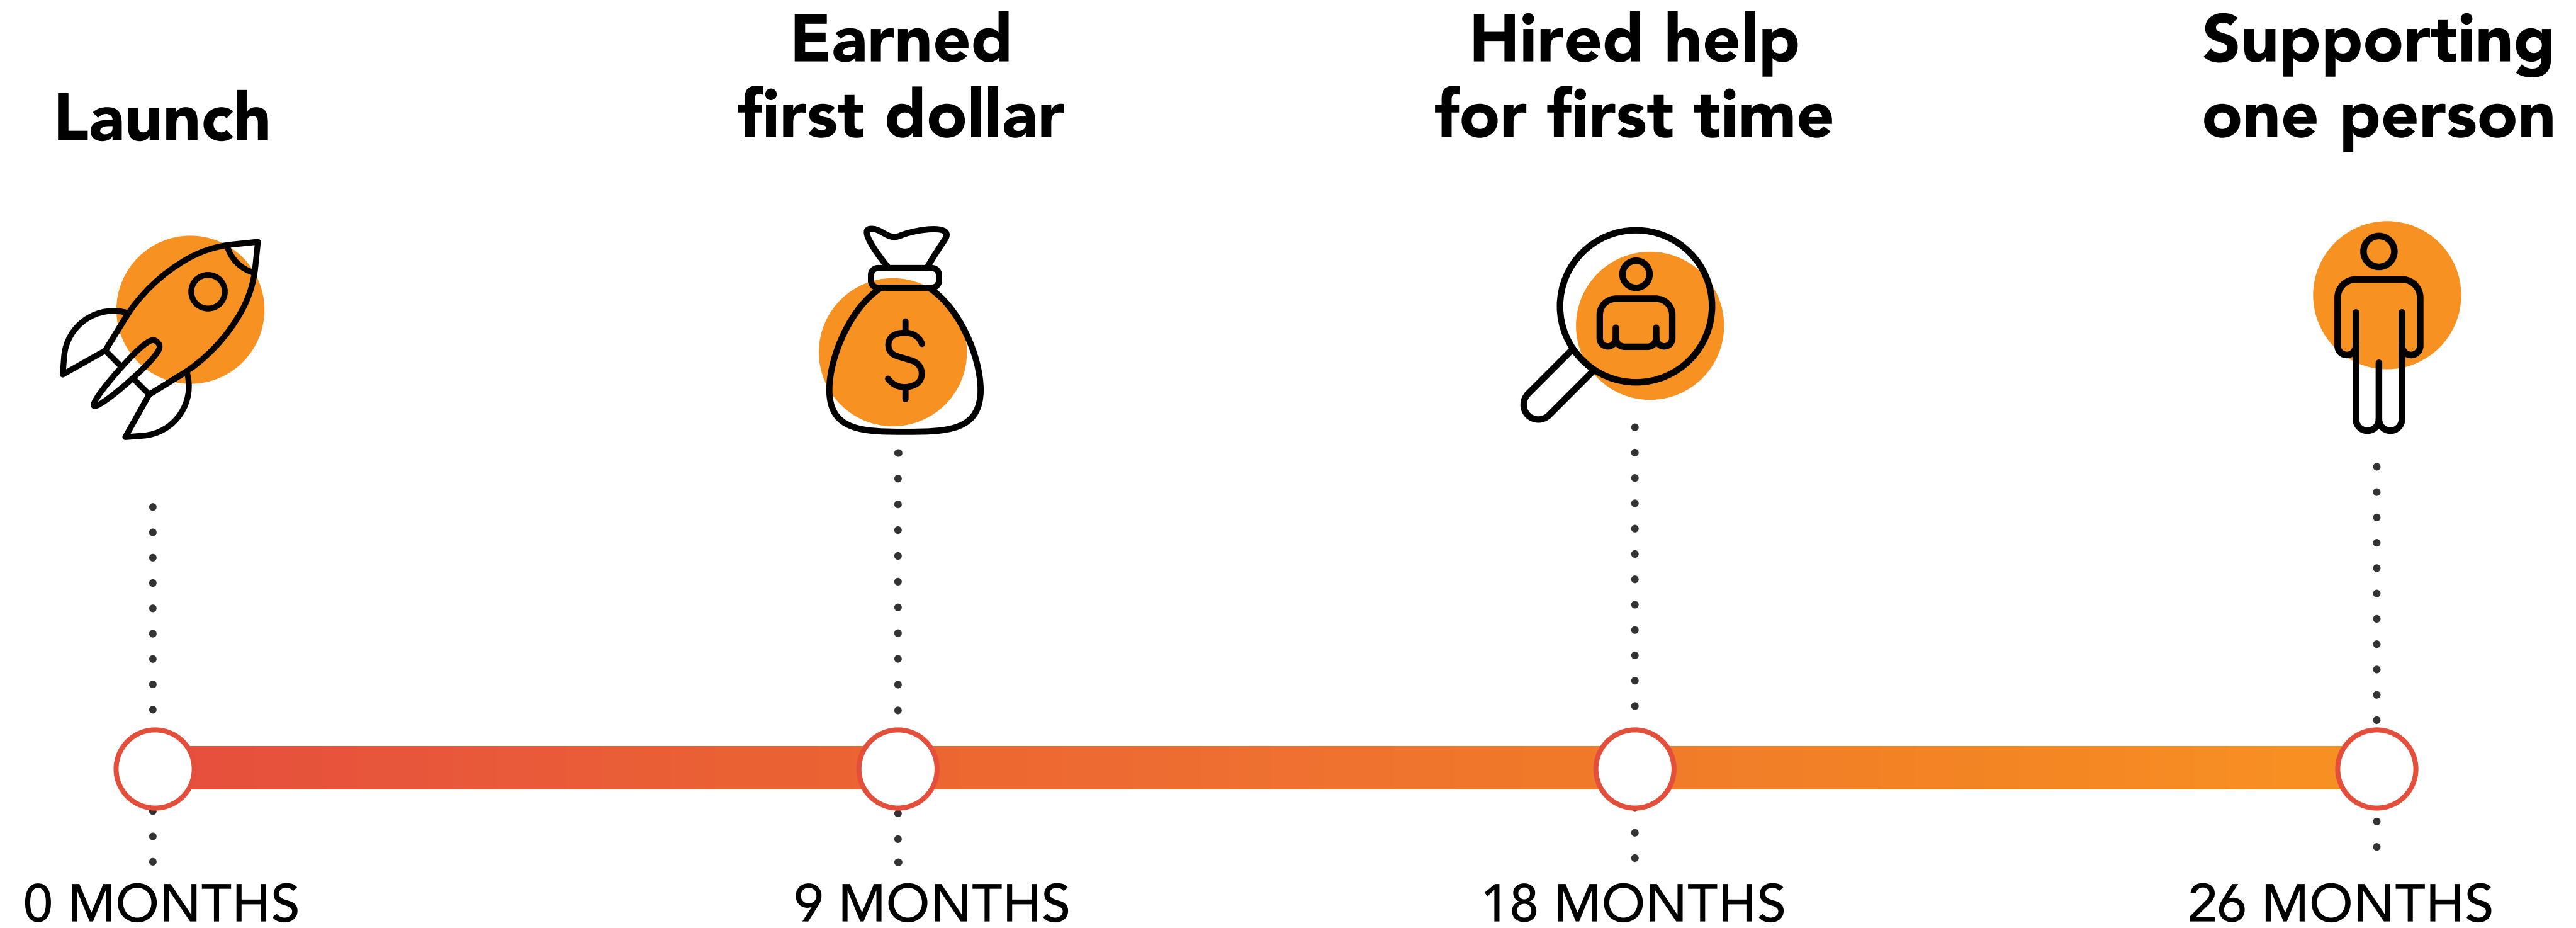 Launch
Earned
first dollar
Hired help
for first time
Supporting
one person
$
0 MONTHS
9 MONTHS
18 MONTHS
26 MONTHS